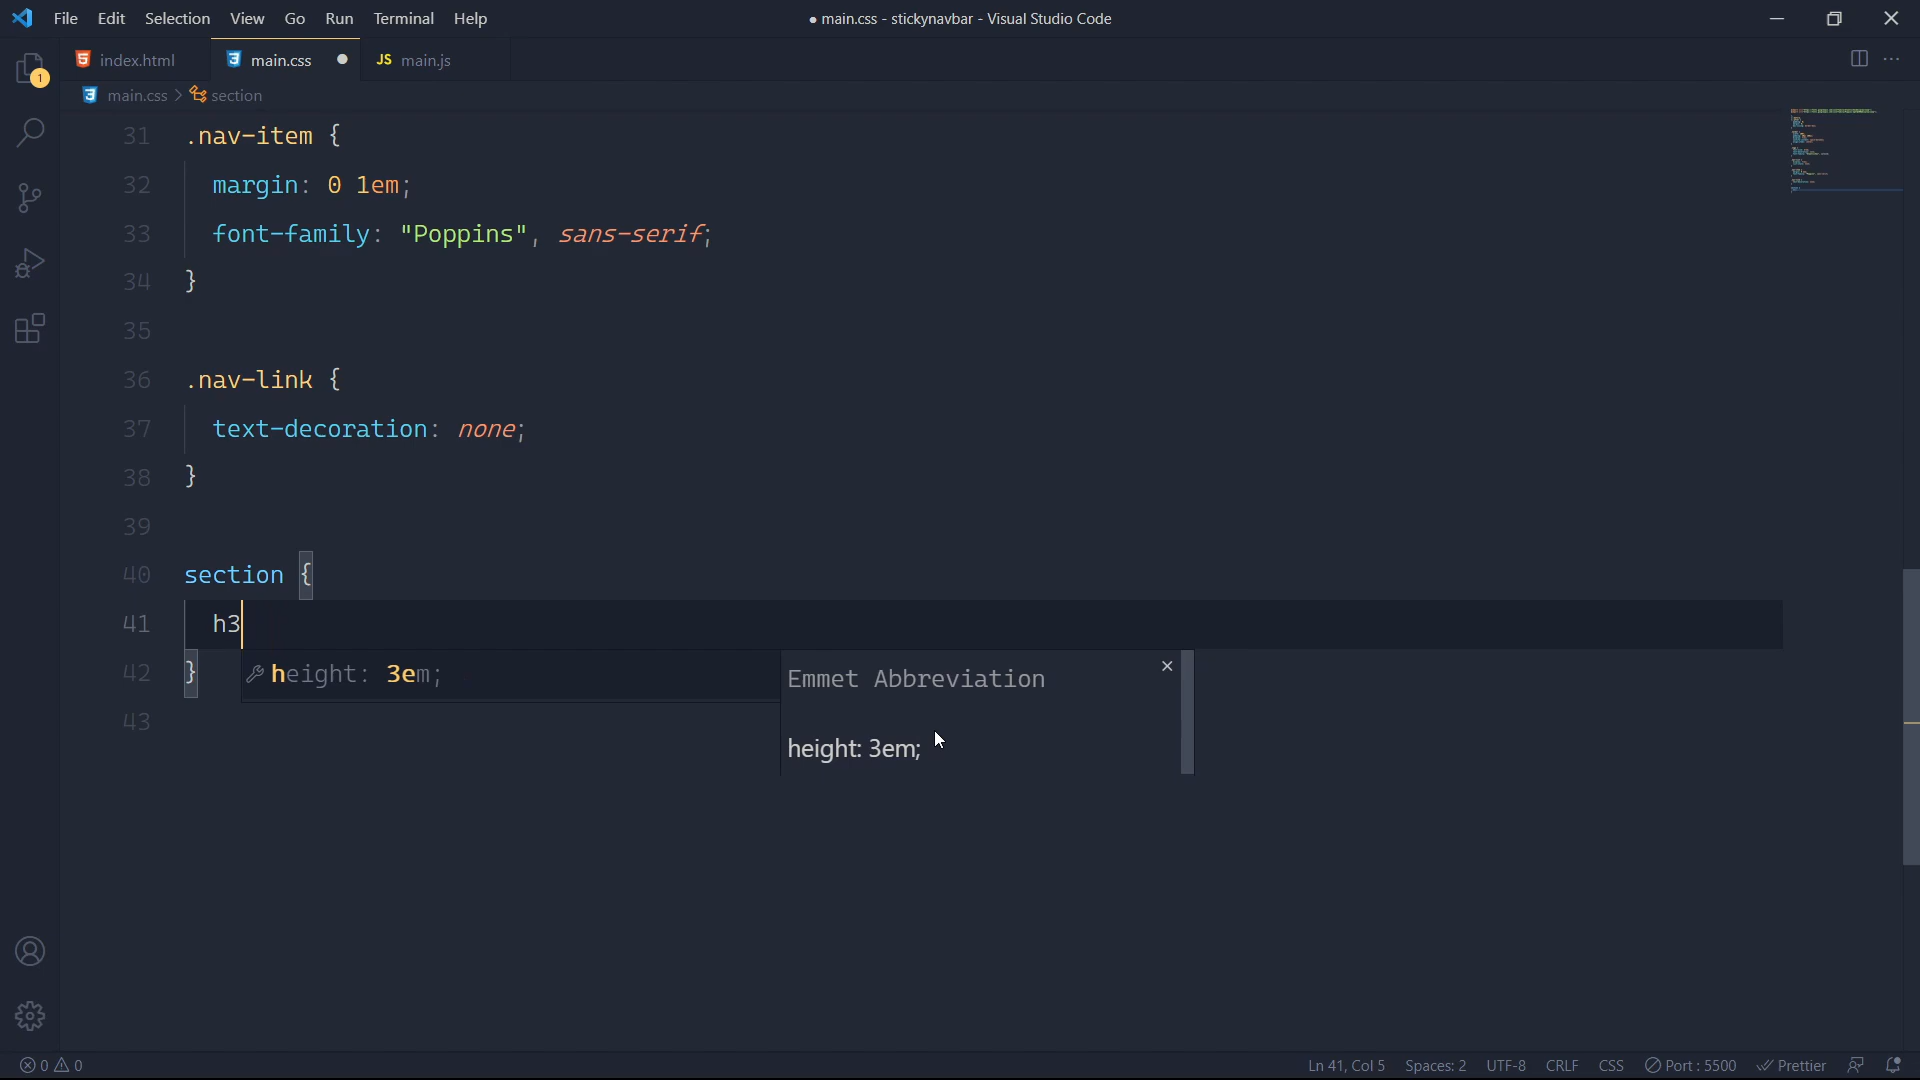 File Edit Selection View Go Run Terminal Help ● main.css - stickynavbar - Visual Studio Code
1
index.html main.css ● JS main.js
main.css > section
31 .nav-item {
32 margin: 0 1em;
33 font-family: "Poppins", sans-serif;
34 }
35
36 .nav-link {
37 text-decoration: none;
38 }
39
40 section {
41 h3
42 }
height: 3em;
Emmet Abbreviation
height: 3em;
43
0 0 Ln 41, Col 5 Spaces: 2 UTF-8 CRLF CSS Port : 5500 Prettier